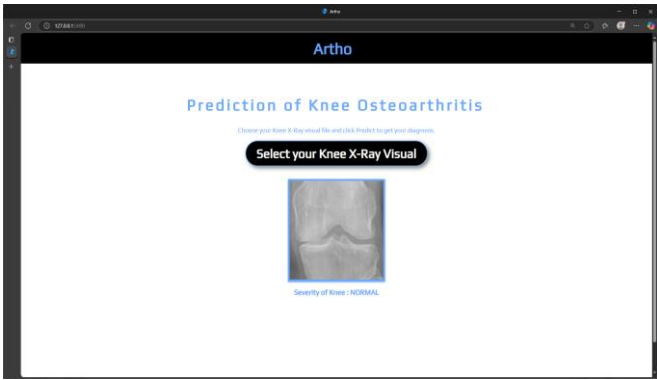 Artho
Artho
Prediction of Knee Osteoarthritis
Choose your Knee X-Ray visual file and click Predict to get your diagnosis.
Select your Knee X-Ray Visual
Severity of Knee : NORMAL